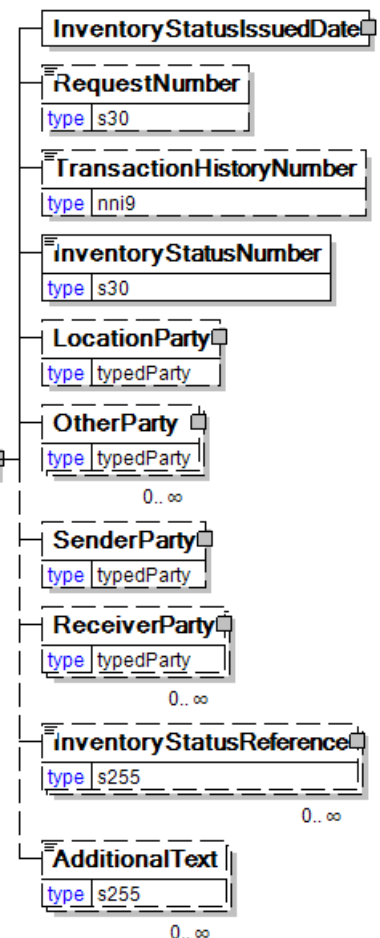 InventoryStatusIssuedDate
RequestNumber
type s30
TransactionHistoryNumber
type nni9
InventoryStatusNumber
type s30
LocationParty
type typedParty
OtherParty
type typedParty
0.. ∞
SenderParty
type typedParty
ReceiverParty
type typedParty
0.. ∞
InventoryStatusReference
type s255
0.. ∞
AdditionalText
type s255
0.. ∞